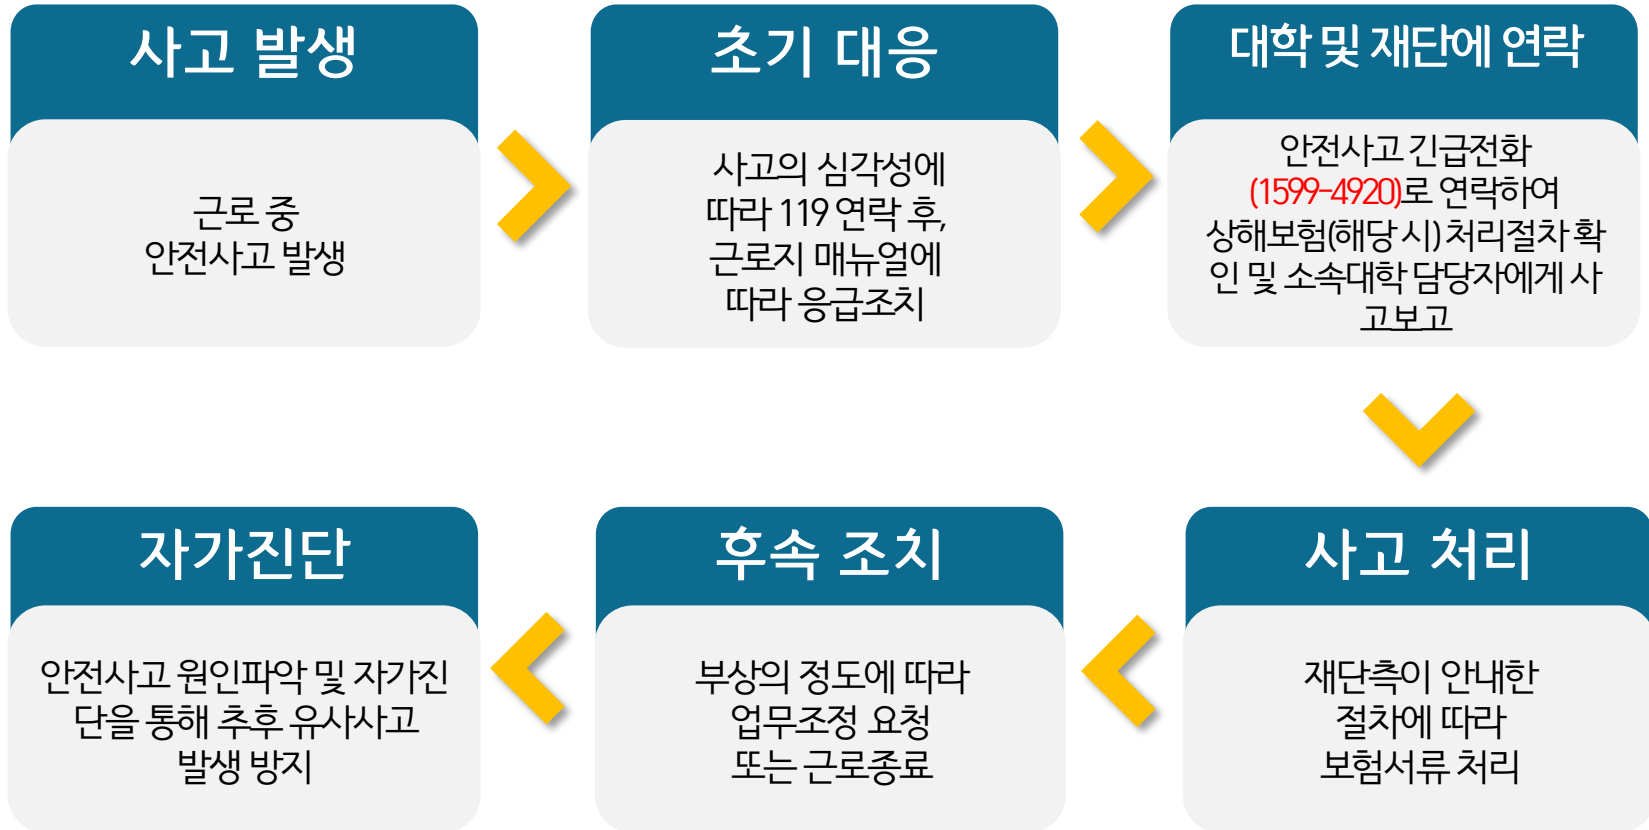 사고 발생
근로 중
안전사고 발생
초기 대응
사고의 심각성에
따라 119 연락 후,
근로지 매뉴얼에
따라 응급조치
대학 및 재단에 연락
안전사고 긴급전화
(1599-4920)로 연락하여
상해보험(해당 시) 처리절차 확
인 및 소속대학 담당자에게 사
고보고
사고 처리
재단측이 안내한
절차에 따라
보험서류 처리
후속 조치
부상의 정도에 따라
업무조정 요청
또는 근로종료
자가진단
안전사고 원인파악 및 자가진
단을 통해 추후 유사사고
발생 방지